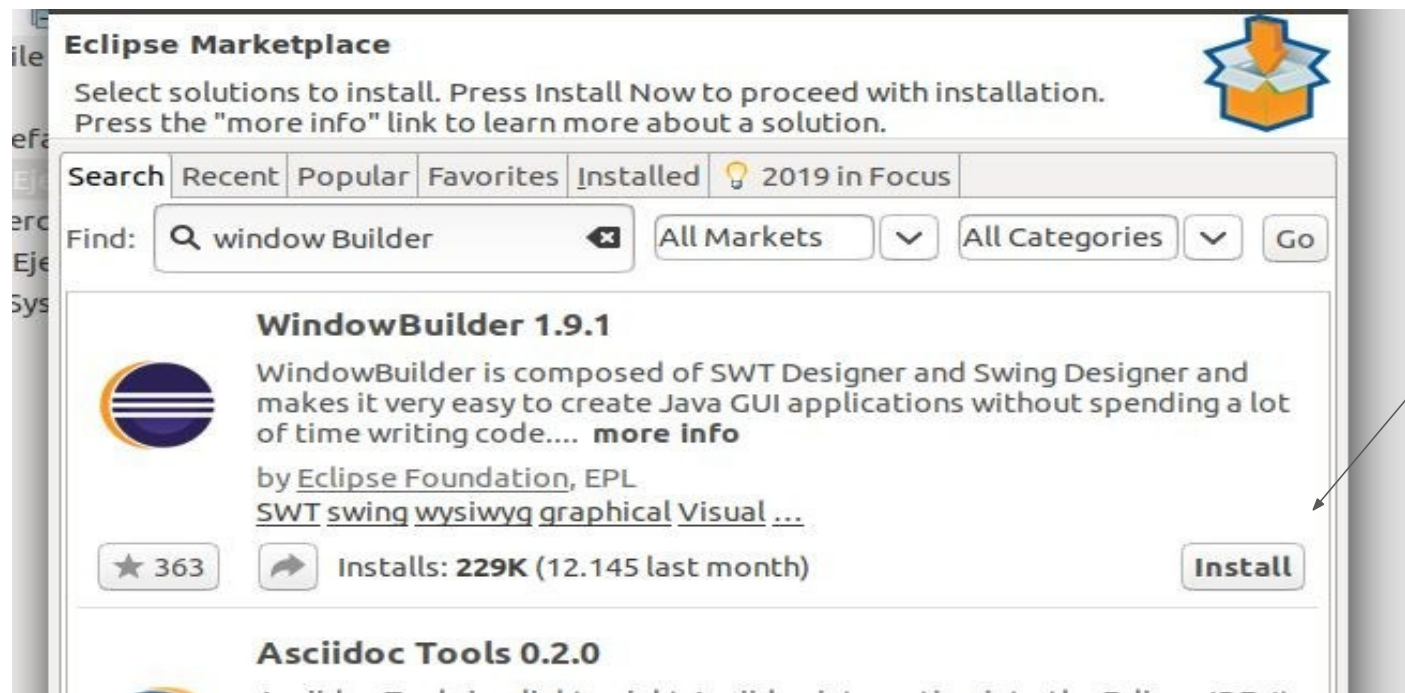 Eclipse Marketplace
Select solutions to install. Press Install Now to proceed with installation.
Press the "more info" link to learn more about a solution.
Search Recent Popular Favorites Installed 2019 in Focus
Find: window Builder All Markets All Categories Go
WindowBuilder 1.9.1
WindowBuilder is composed of SWT Designer and Swing Designer and
makes it very easy to create Java GUI applications without spending a lot
of time writing code.... more info
by Eclipse Foundation, EPL
SWT swing wysiwyg graphical Visual ...
363 Installs: 229K (12.145 last month) Install
Asciidoc Tools 0.2.0